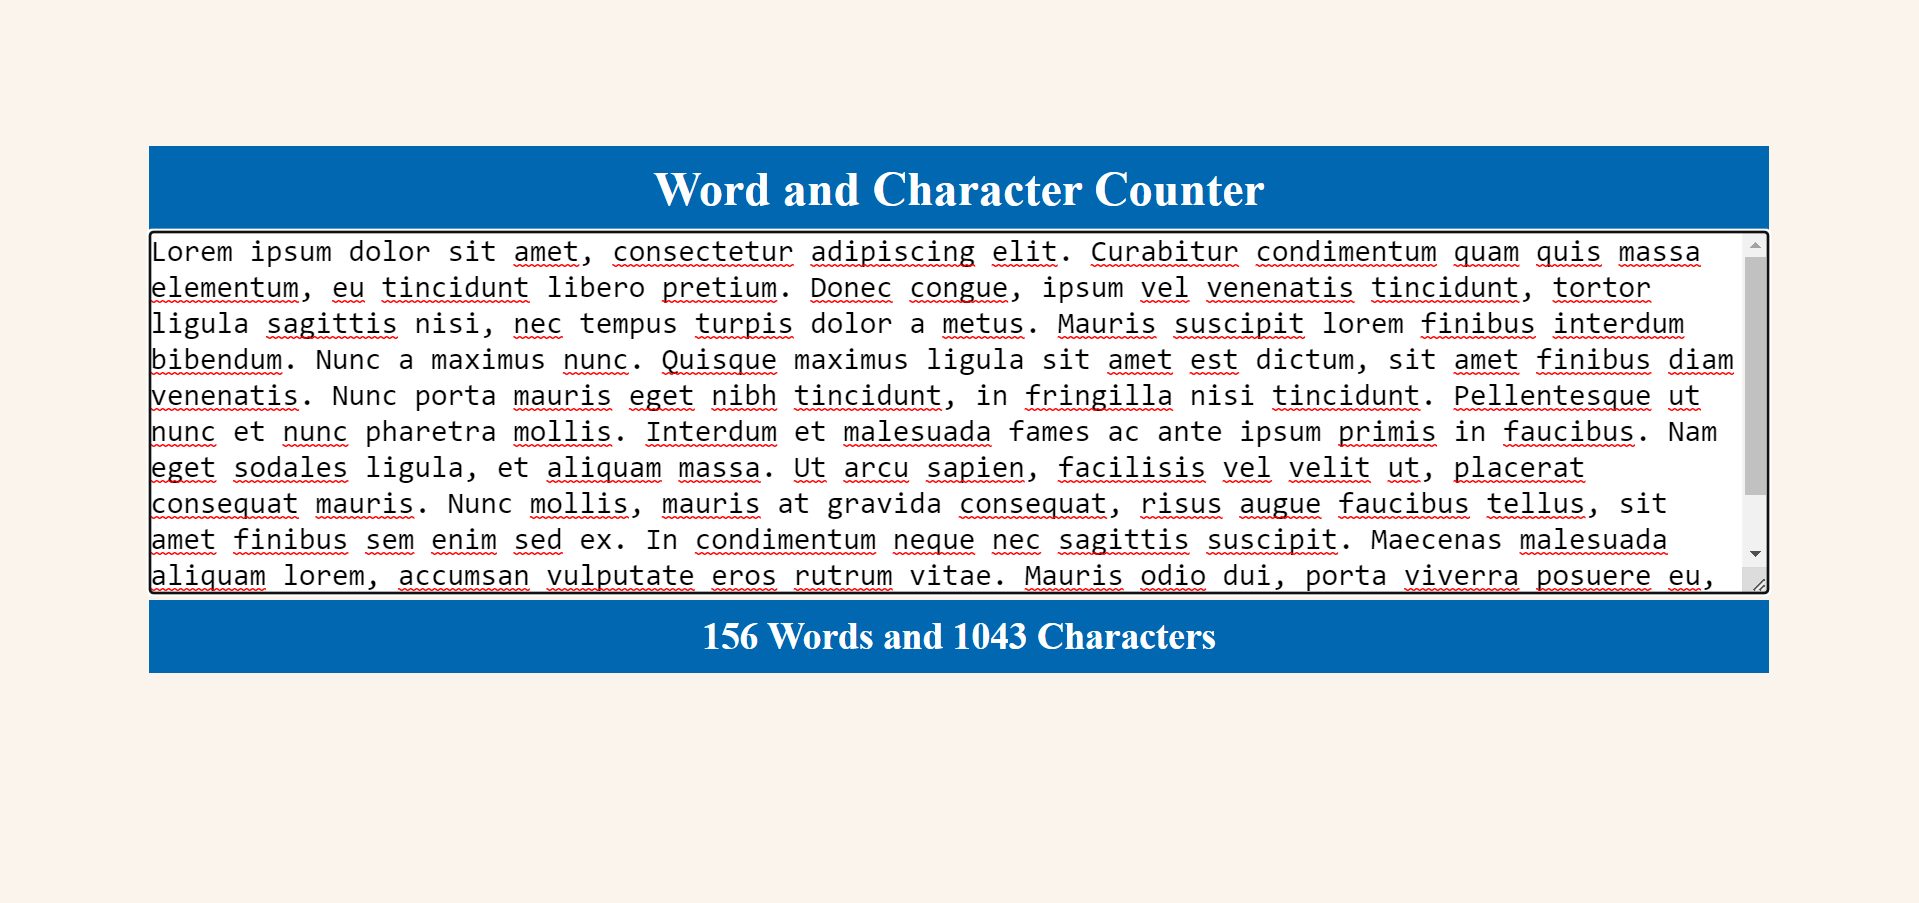 Word and Character Counter
Lorem ipsum dolor sit amet, consectetur adipiscing elit. Curabitur condimentum quam quis massa
elementum, eu tincidunt libero pretium. Donec congue, ipsum vel venenatis tincidunt, tortor
ligula sagittis nisi, nec tempus turpis dolor a metus. Mauris suscipit lorem finibus interdum
bibendum. Nunc a maximus nunc. Quisque maximus ligula sit amet est dictum, sit amet finibus diam
venenatis. Nunc porta mauris eget nibh tincidunt, in fringilla nisi tincidunt. Pellentesque ut
nunc et nunc pharetra mollis. Interdum et malesuada fames ac ante ipsum primis in faucibus. Nam
eget sodales ligula, et aliquam massa. Ut arcu sapien, facilisis vel velit ut, placerat
consequat mauris. Nunc mollis, mauris at gravida consequat, risus augue faucibus tellus, sit
amet finibus sem enim sed ex. In condimentum neque nec sagittis suscipit. Maecenas malesuada
aliquam lorem, accumsan vulputate eros rutrum vitae. Mauris odio dui, porta viverra posuere eu,
156 Words and 1043 Characters